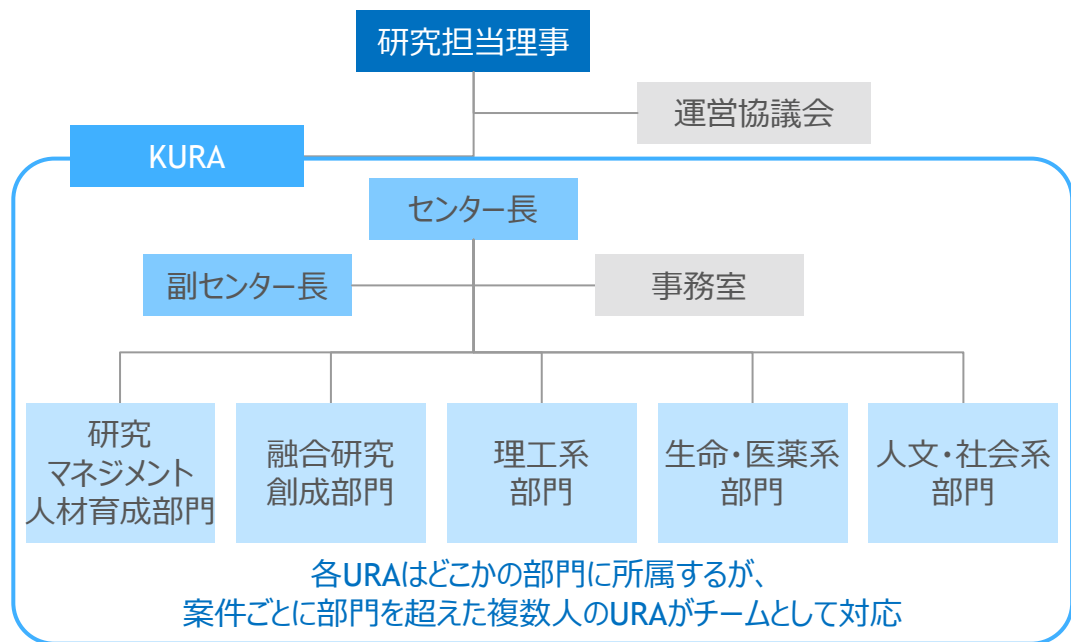 研究担当理事
運営協議会
KURA
センター長
副センター長
事務室
研究
マネジメント
人材育成部門
融合研究
創成部門
理工系
部門
生命・医薬系
部門
人文・社会系
部門
各URAはどこかの部門に所属するが、
案件ごとに部門を超えた複数人のURAがチームとして対応